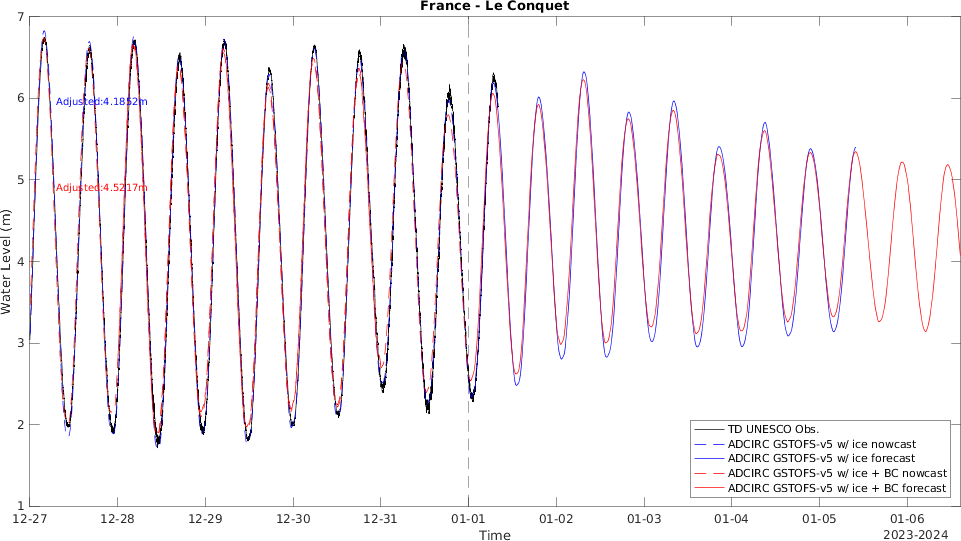 France - Le Conquet
7
6
5
4
3
2
1
Water Level (m)
Adjusted:4.1852m
Adjusted:4.5217m
TD UNESCO Obs.
ADCIRC GSTOFS-v5 w/ ice nowcast
ADCIRC GSTOFS-v5 w/ ice forecast
ADCIRC GSTOFS-v5 w/ ice + BC nowcast
ADCIRC GSTOFS-v5 w/ ice + BC forecast
12-27 12-28 12-29 12-30 12-31 01-01 01-02 01-03 01-04 01-05 01-06
Time
2023-2024